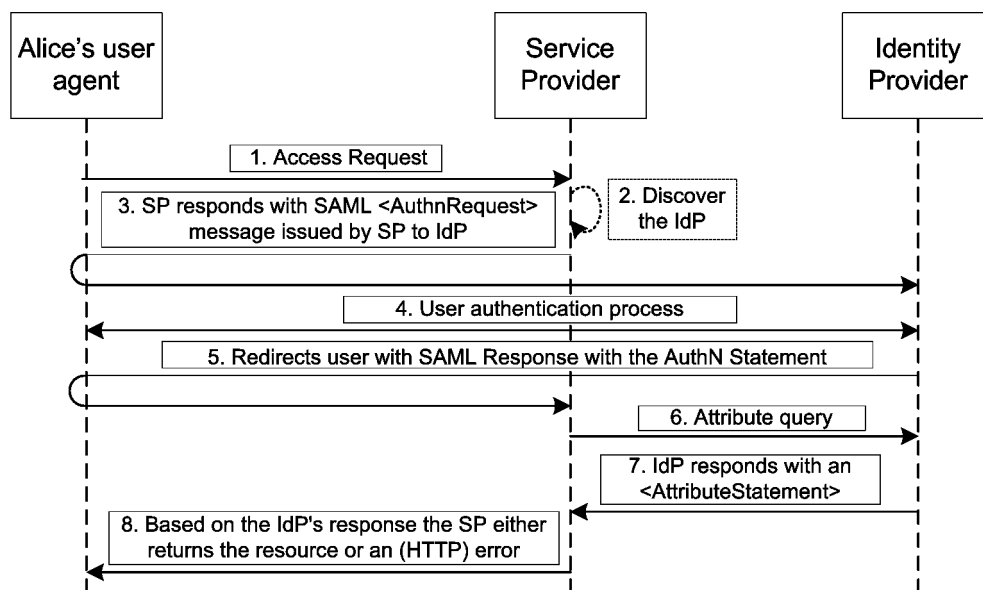 Alice's user
agent
Service
Provider
Identity
Provider
1. Access Request
2. Discover
the IdP
3. SP responds with SAML <AuthnRequest>
message issued by SP to IdP
4. User authentication process
5. Redirects user with SAML Response with the AuthN Statement
6. Attribute query
7. IdP responds with an
<AttributeStatement>
8. Based on the IdP's response the SP either
returns the resource or an (HTTP) error